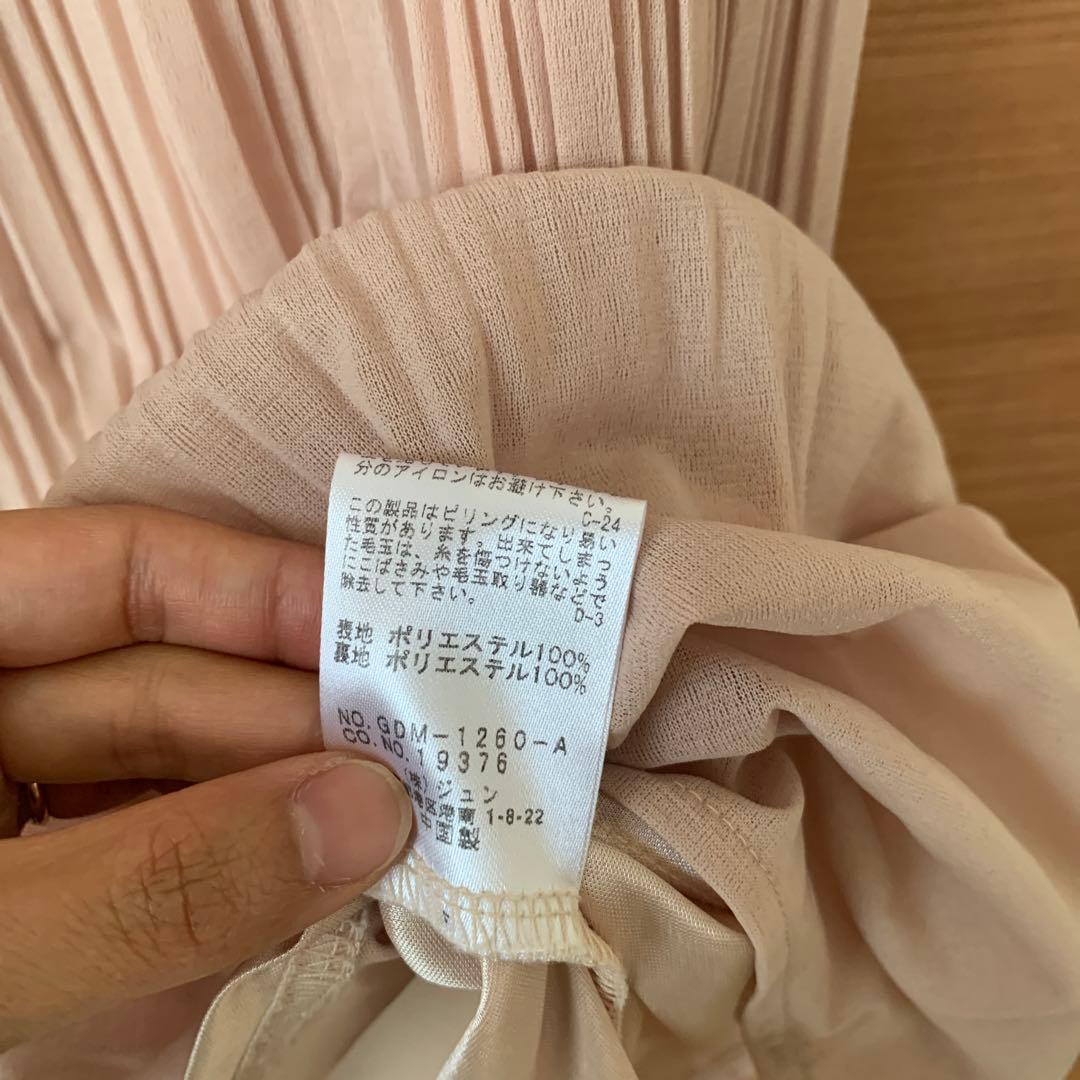 分のアイロンはお避け下さい。
C-24
この製品はピリングになり易い
性質があります。出来てしまっ
た毛玉は、糸を傷つけないよう
にこばさみや毛玉取り器などで
除去して下さい。
D-3
表地 ポリエステル100%
裏地 ポリエステル100%
NO.GDM-1260-A
CO.NO.19376
(株)ジュン
1-8-22
国製